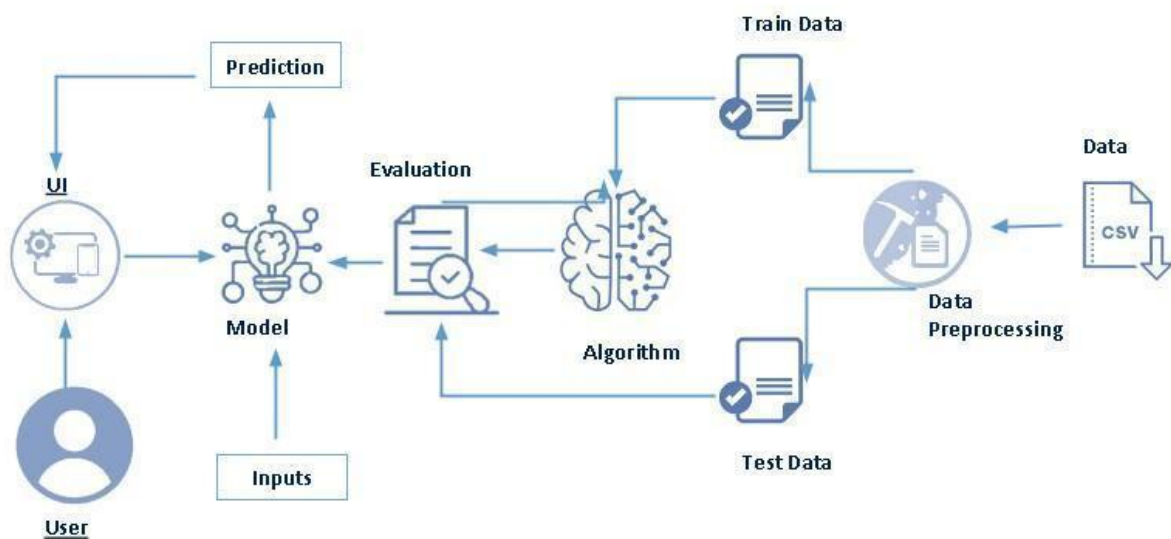 Train Data
Prediction
Data
Evaluation
UI
CSV
Data
Preprocessing
Model
Algorithm
Test Data
Inputs
User